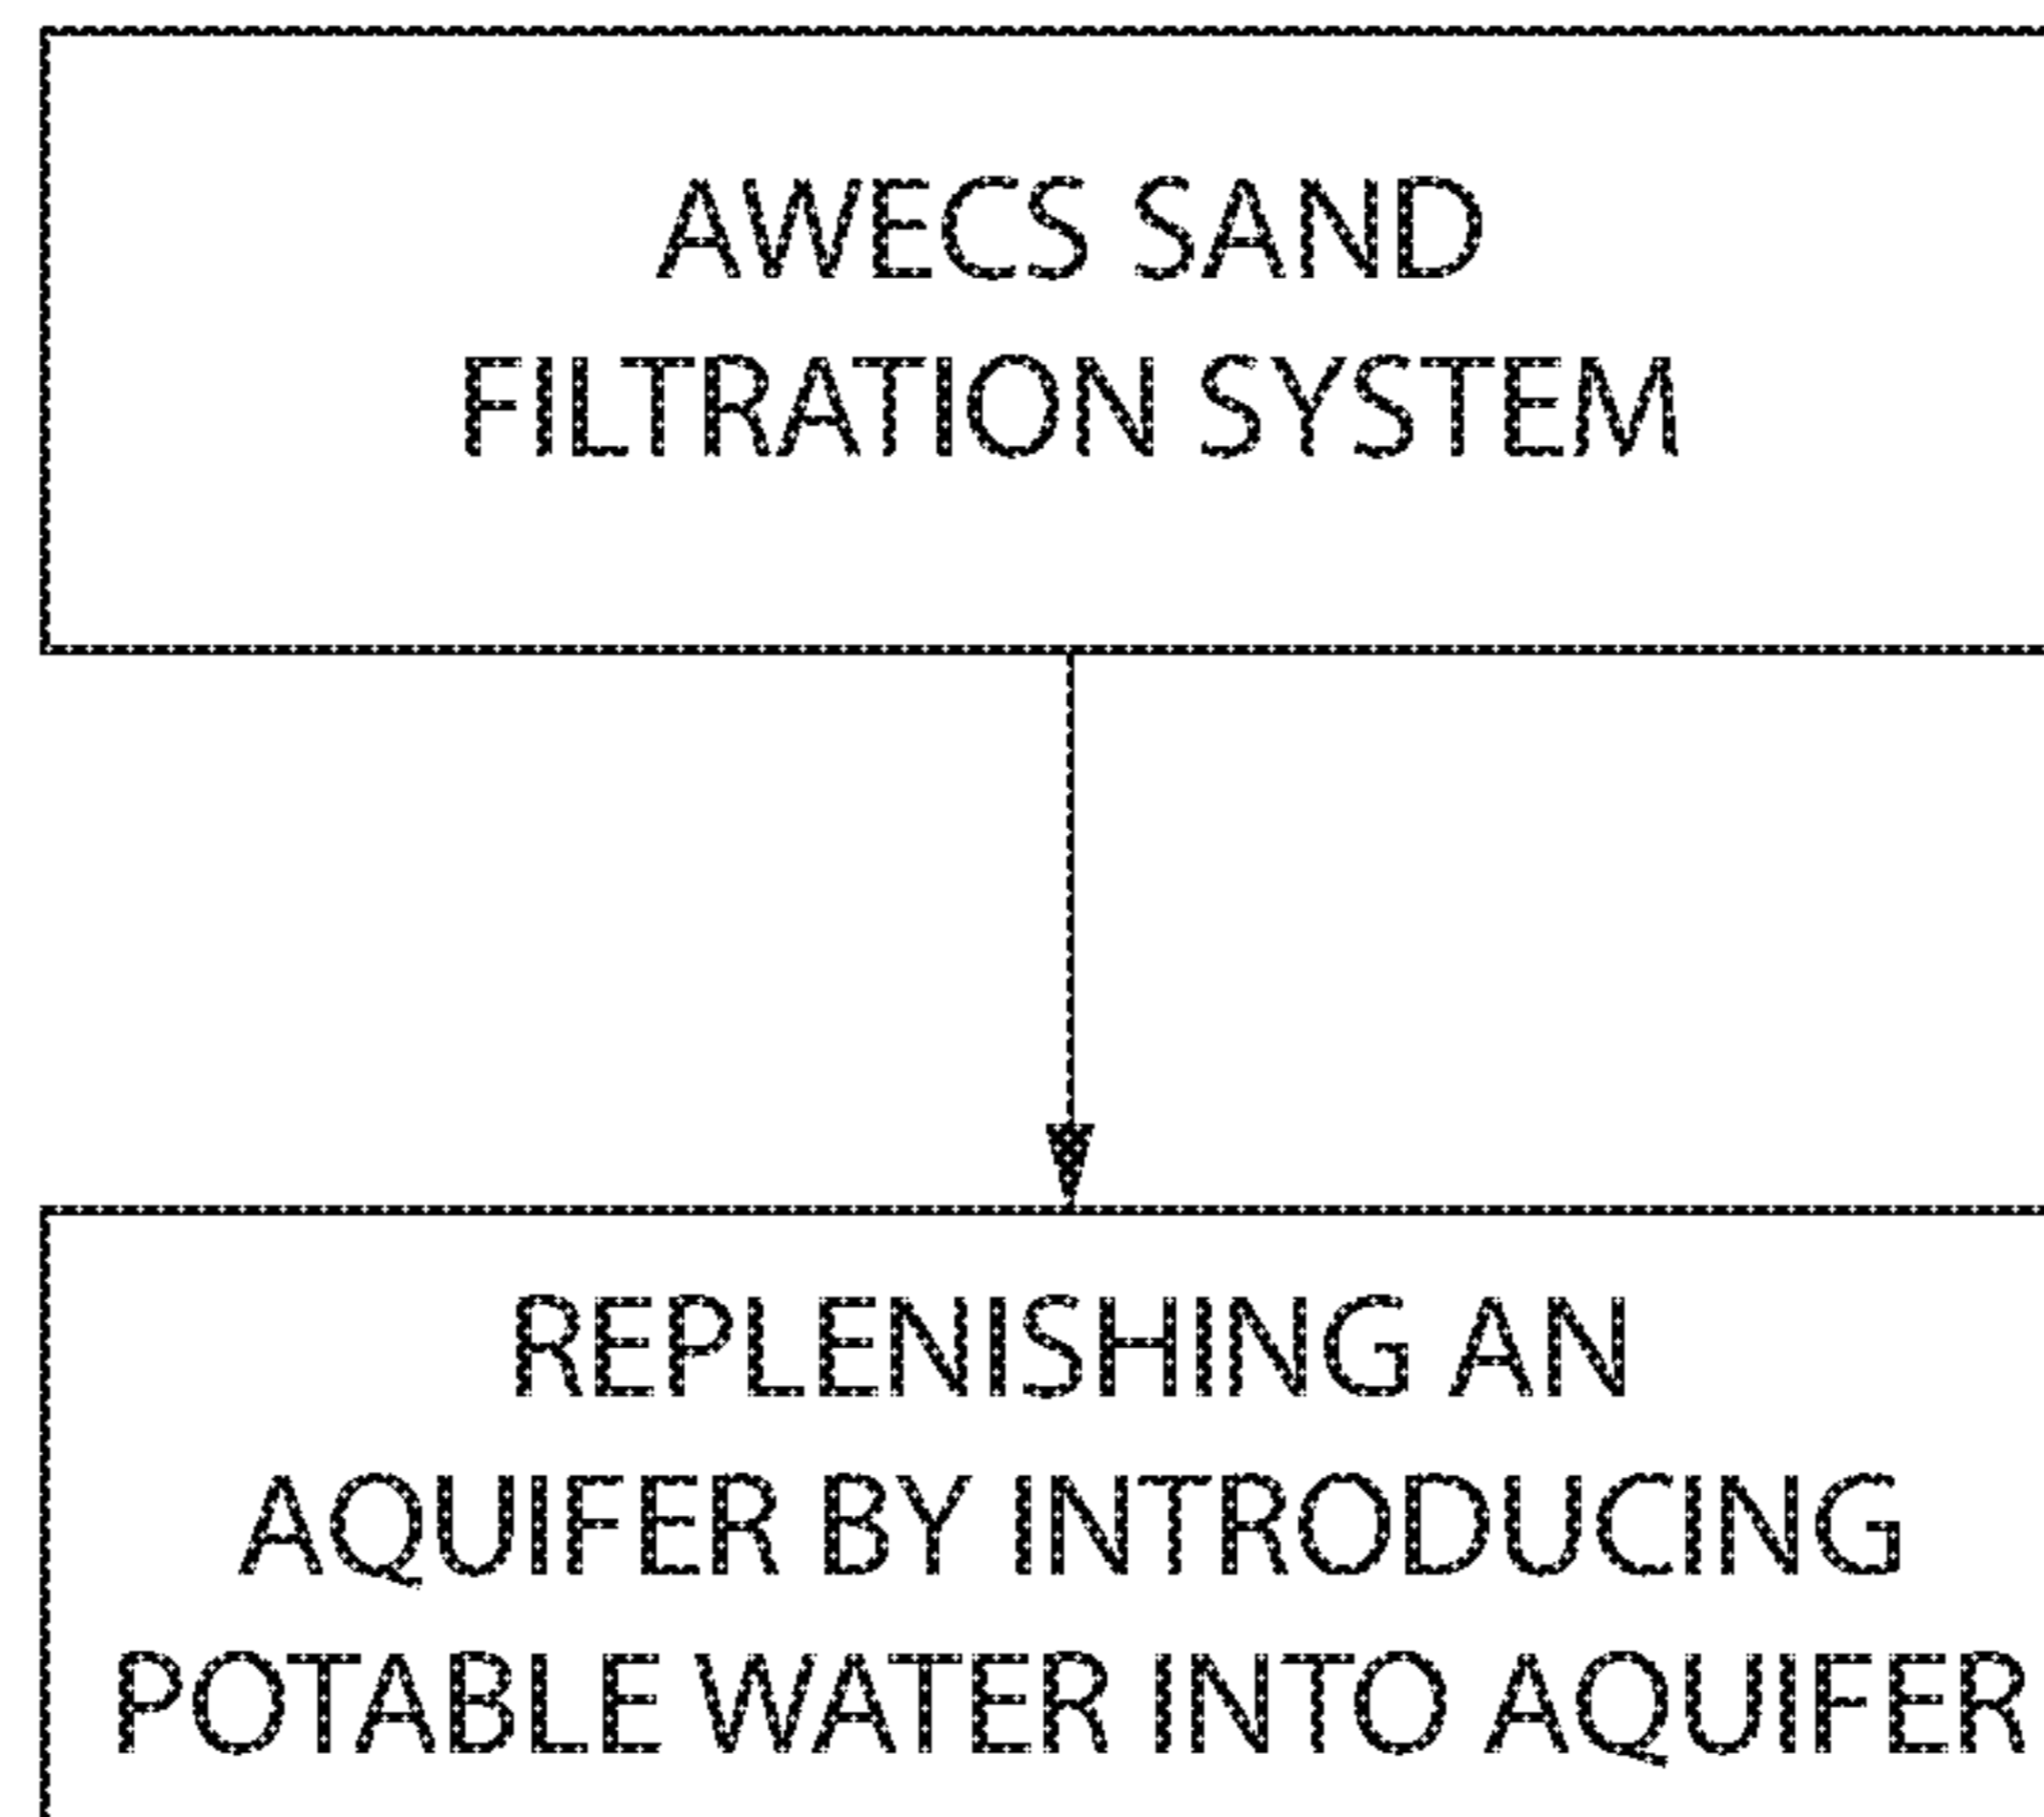 AWECS SAND
FILTRATION SYSTEM
REPLENISHING AN
AQUIFER BY INTRODUCING
POTABLE WATER INTO AQUIFER